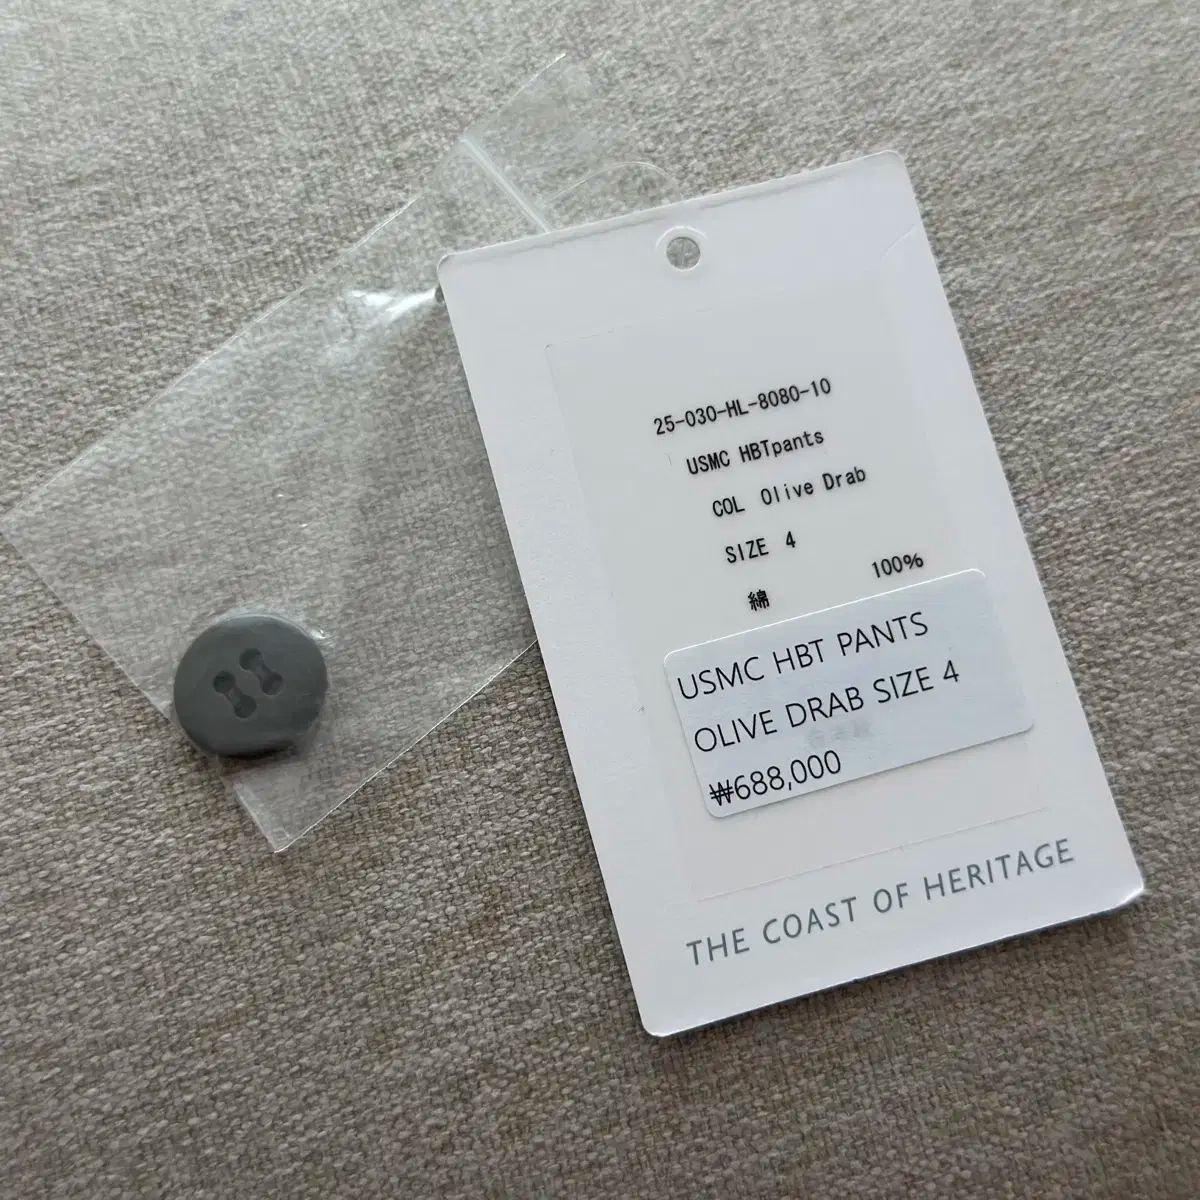 25-030-HL-8080-10
USMC HBTpants
COL Olive Drab
SIZE 4
綿 100%
USMC HBT PANTS
OLIVE DRAB SIZE 4
₩688,000
THE COAST OF HERITAGE